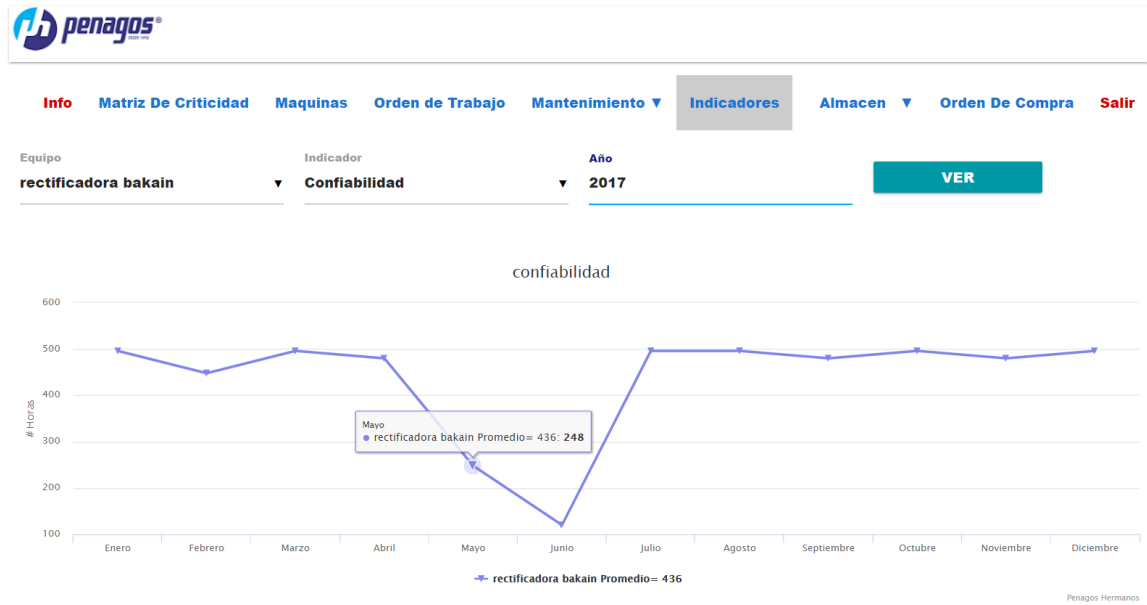 penagos®
DESDE 1892
Info Matriz De Criticidad Maquinas Orden de Trabajo Mantenimiento ▼ Indicadores Almacen ▼ Orden De Compra Salir
Equipo Indicador Año
rectificadora bakain ▼ Confiabilidad ▼ 2017 VER
confiabilidad
600
500
400
300
200
100
# Horas
Mayo
● rectificadora bakain Promedio= 436: 248
Enero Febrero Marzo Abril Mayo Junio Julio Agosto Septiembre Octubre Noviembre Diciembre
rectificadora bakain Promedio= 436
Penagos Hermanos